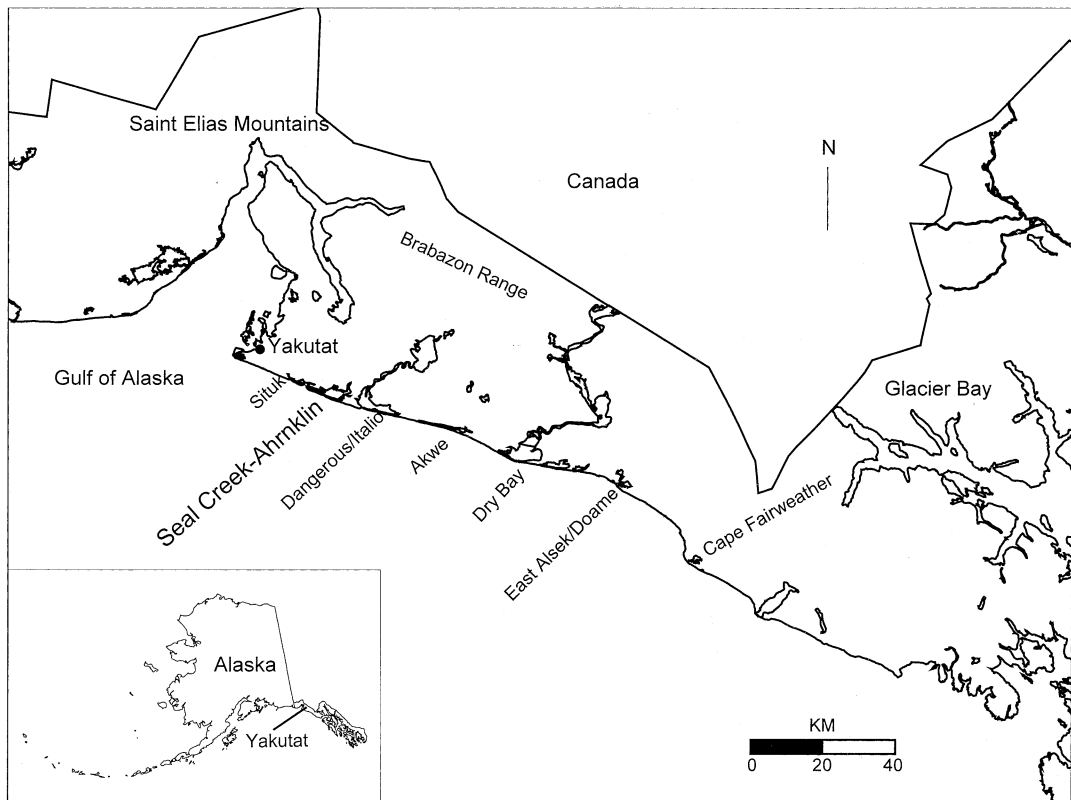 Saint Elias Mountains
N
Canada
Brabazon Range
Yakutat
Gulf of Alaska
Glacier Bay
Situk
Seal Creek-Ahrnklin
Dangerous/Italio
Akwe
Dry Bay
East Alsek/Doame
Cape Fairweather
Alaska
Yakutat
KM
0 20 40